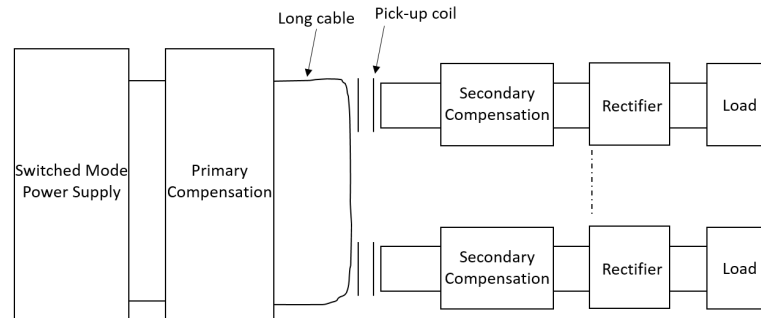 Long cable
Pick-up coil
Switched Mode
Power Supply
Primary
Compensation
Secondary
Compensation
Rectifier
Load
Secondary
Compensation
Rectifier
Load